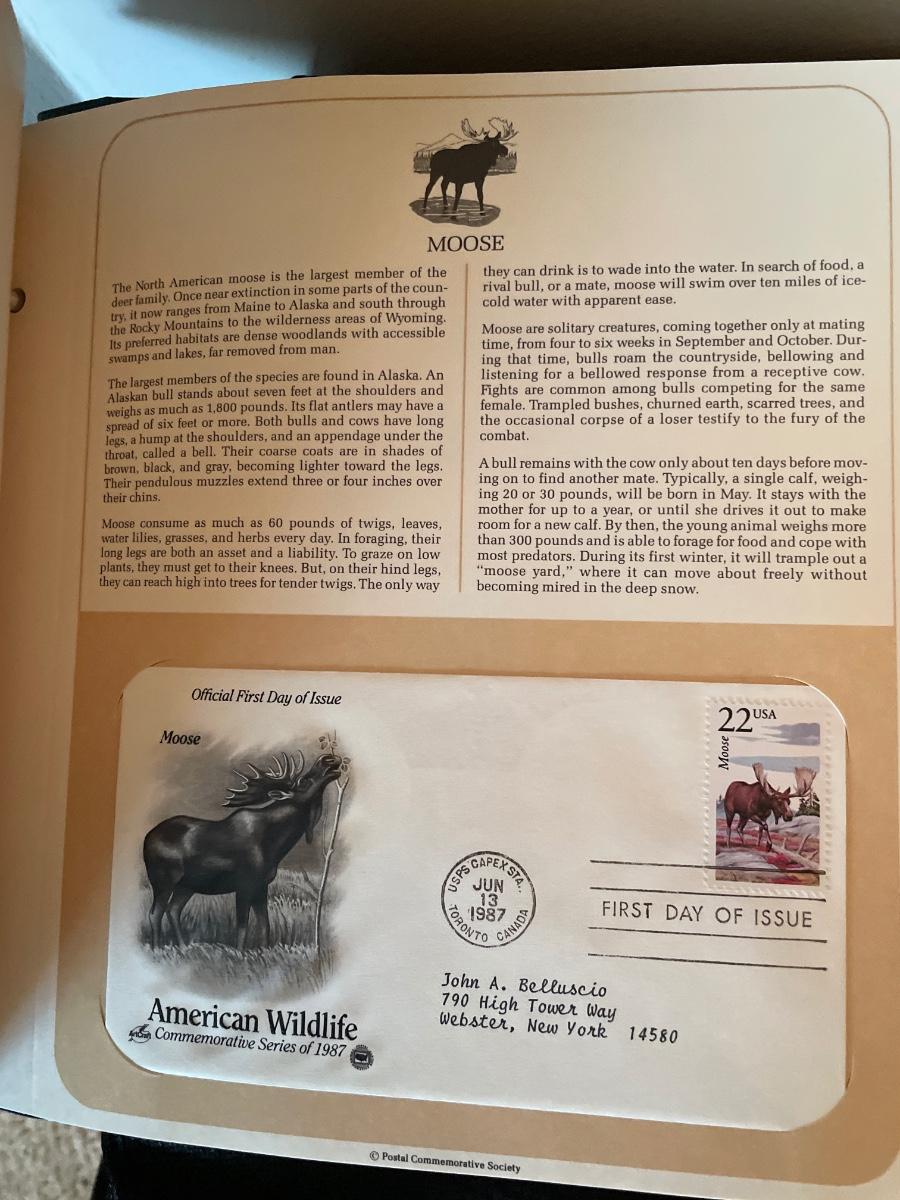 MOOSE
The North American moose is the largest member of the
deer family. Once near extinction in some parts of the coun-
try, it now ranges from Maine to Alaska and south through
the Rocky Mountains to the wilderness areas of Wyoming.
Its preferred habitats are dense woodlands with accessible
swamps and lakes, far removed from man.
The largest members of the species are found in Alaska. An
Alaskan bull stands about seven feet at the shoulders and
weighs as much as 1,800 pounds. Its flat antlers may have a
spread of six feet or more. Both bulls and cows have long
legs, a hump at the shoulders, and an appendage under the
throat, called a bell. Their coarse coats are in shades of
brown, black, and gray, becoming lighter toward the legs.
Their pendulous muzzles extend three or four inches over
their chins.
Moose consume as much as 60 pounds of twigs, leaves,
water lilies, grasses, and herbs every day. In foraging, their
long legs are both an asset and a liability. To graze on low
plants, they must get to their knees. But, on their hind legs,
they can reach high into trees for tender twigs. The only way
they can drink is to wade into the water. In search of food, a
rival bull, or a mate, moose will swim over ten miles of ice-
cold water with apparent ease.
Moose are solitary creatures, coming together only at mating
time, from four to six weeks in September and October. Dur-
ing that time, bulls roam the countryside, bellowing and
listening for a bellowed response from a receptive cow.
Fights are common among bulls competing for the same
female. Trampled bushes, churned earth, scarred trees, and
the occasional corpse of a loser testify to the fury of the
combat.
A bull remains with the cow only about ten days before mov-
ing on to find another mate. Typically, a single calf, weigh-
ing 20 or 30 pounds, will be born in May. It stays with the
mother for up to a year, or until she drives it out to make
room for a new calf. By then, the young animal weighs more
than 300 pounds and is able to forage for food and cope with
most predators. During its first winter, it will trample out a
“moose yard,” where it can move about freely without
becoming mired in the deep snow.
Official First Day of Issue
Moose
22 USA
Moose
USPS CAPEX STA.
JUN
13
1987
TORONTO CANADA
FIRST DAY OF ISSUE
John A. Belluscio
790 High Tower Way
Webster, New York 14580
American Wildlife
ArtCraft
Commemorative Series of 1987
© Postal Commemorative Society